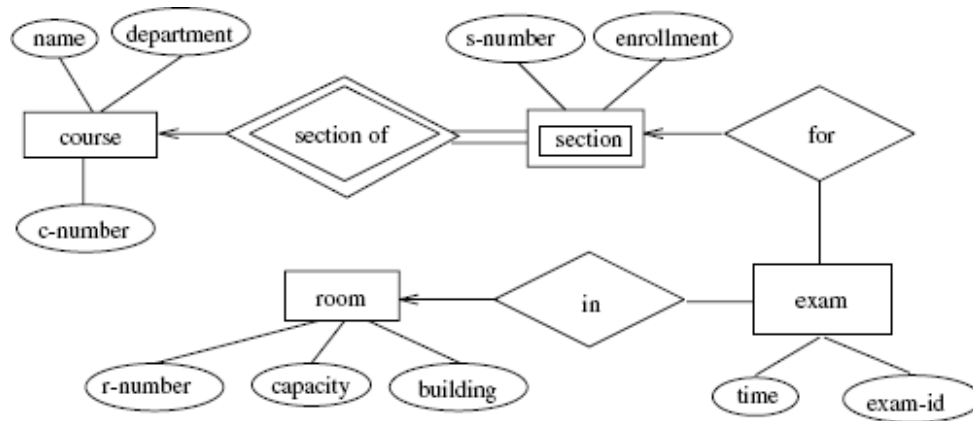 name
department
s-number
enrollment
course
section of
section
for
c-number
room
in
exam
r-number
capacity
building
time
exam-id